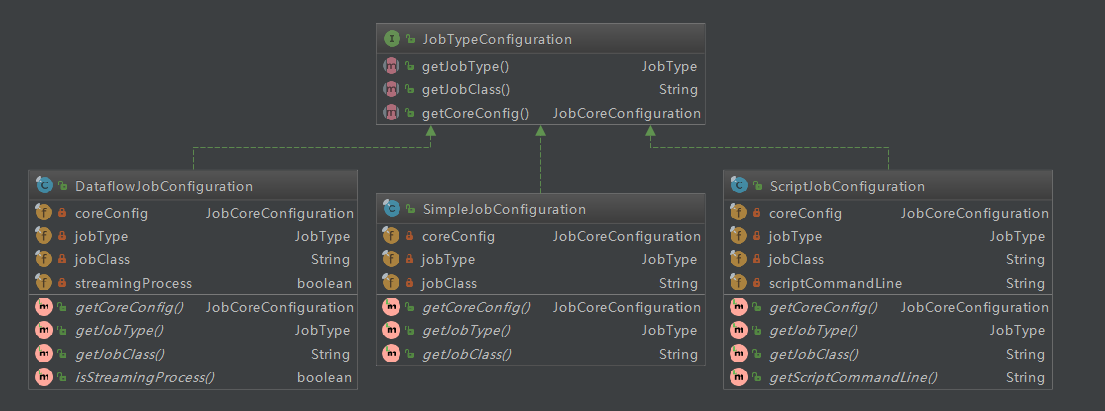 JobTypeConfiguration
getJobType() JobType
getJobClass() String
getCoreConfig() JobCoreConfiguration
DataflowJobConfiguration
coreConfig JobCoreConfiguration
jobType JobType
jobClass String
streamingProcess boolean
getCoreConfig() JobCoreConfiguration
getJobType() JobType
getJobClass() String
isStreamingProcess() boolean
SimpleJobConfiguration
coreConfig JobCoreConfiguration
jobType JobType
jobClass String
getCoreConfig() JobCoreConfiguration
getJobType() JobType
getJobClass() String
ScriptJobConfiguration
coreConfig JobCoreConfiguration
jobType JobType
jobClass String
scriptCommandLine String
getCoreConfig() JobCoreConfiguration
getJobType() JobType
getJobClass() String
getScriptCommandLine() String